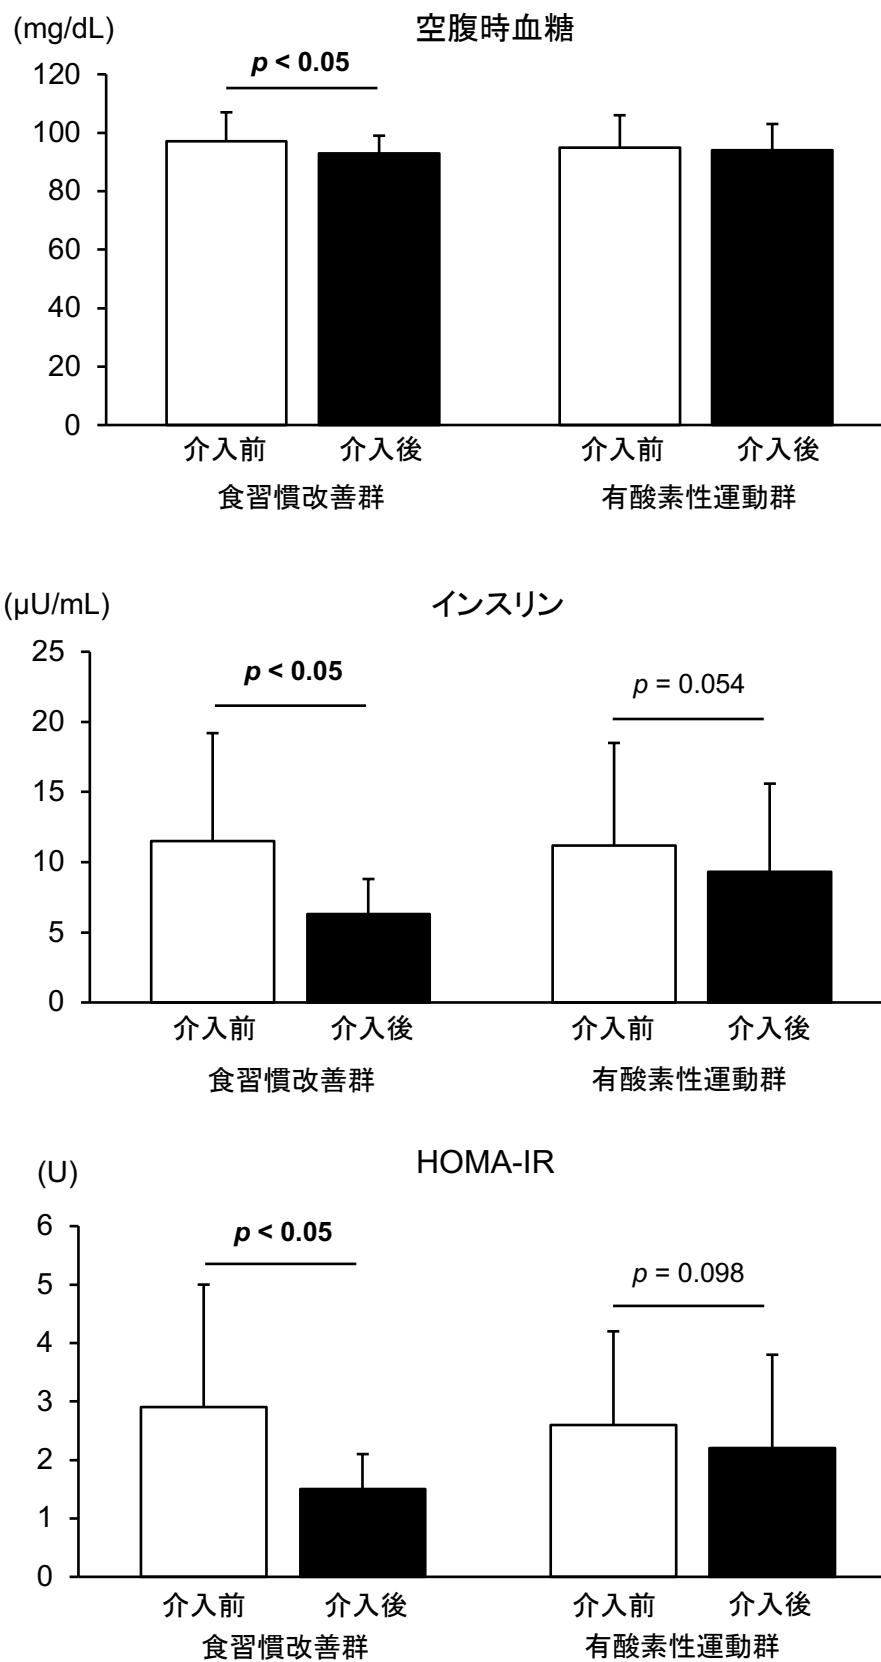 (mg/dL) 空腹時血糖
p < 0.05
120
100
80
60
40
20
0
介入前 介入後 介入前 介入後
食習慣改善群 有酸素性運動群
(μU/mL) インスリン
25
p < 0.05 p = 0.054
20
15
10
5
0
介入前 介入後 介入前 介入後
食習慣改善群 有酸素性運動群
(U) HOMA-IR
6
p < 0.05 p = 0.098
5
4
3
2
1
0
介入前 介入後 介入前 介入後
食習慣改善群 有酸素性運動群